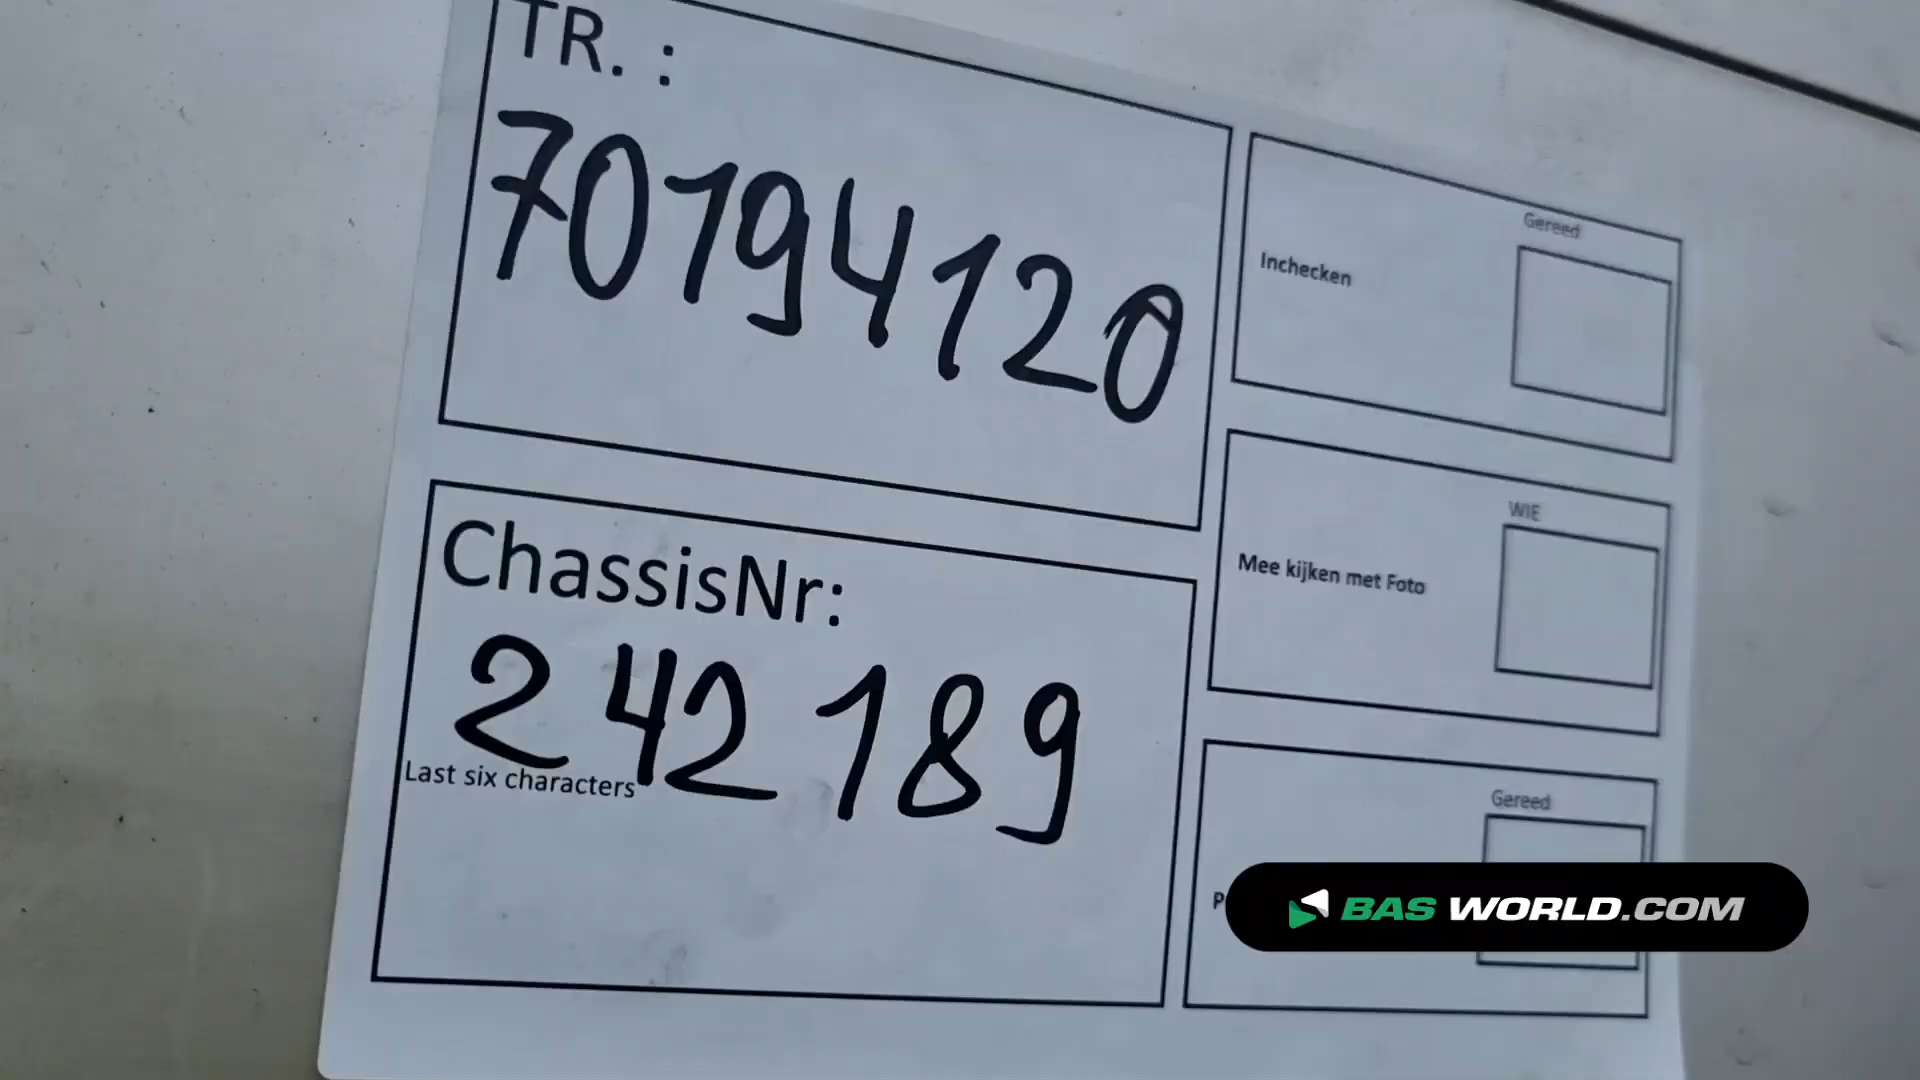 TR. :
70194120
ChassisNr:
242189
Last six characters
Gereed
Inchecken
WIE
Mee kijken met Foto
Gereed
BAS WORLD.COM